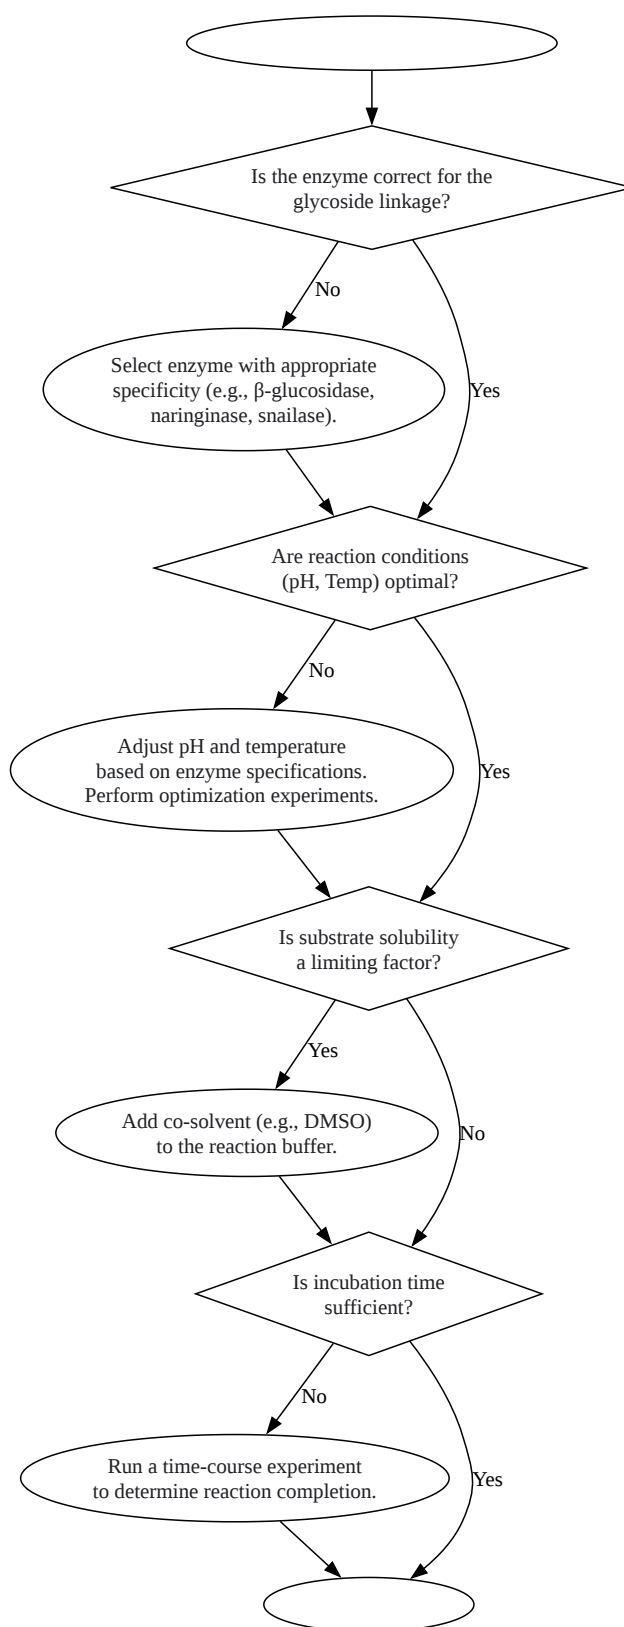 Is the enzyme correct for the
glycoside linkage?
No
Select enzyme with appropriate
specificity (e.g., β-glucosidase,
naringinase, snailase).
Yes
Are reaction conditions
(pH, Temp) optimal?
No
Adjust pH and temperature
based on enzyme specifications.
Perform optimization experiments.
Yes
Is substrate solubility
a limiting factor?
Yes
Add co-solvent (e.g., DMSO)
to the reaction buffer.
No
Is incubation time
sufficient?
No
Run a time-course experiment
to determine reaction completion.
Yes